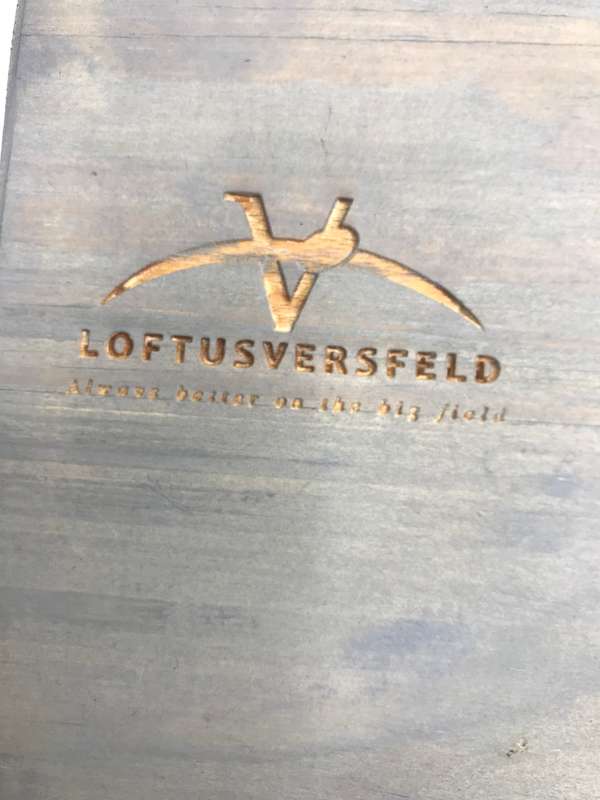 LOFTUSVERSFELD
Always better on the big field